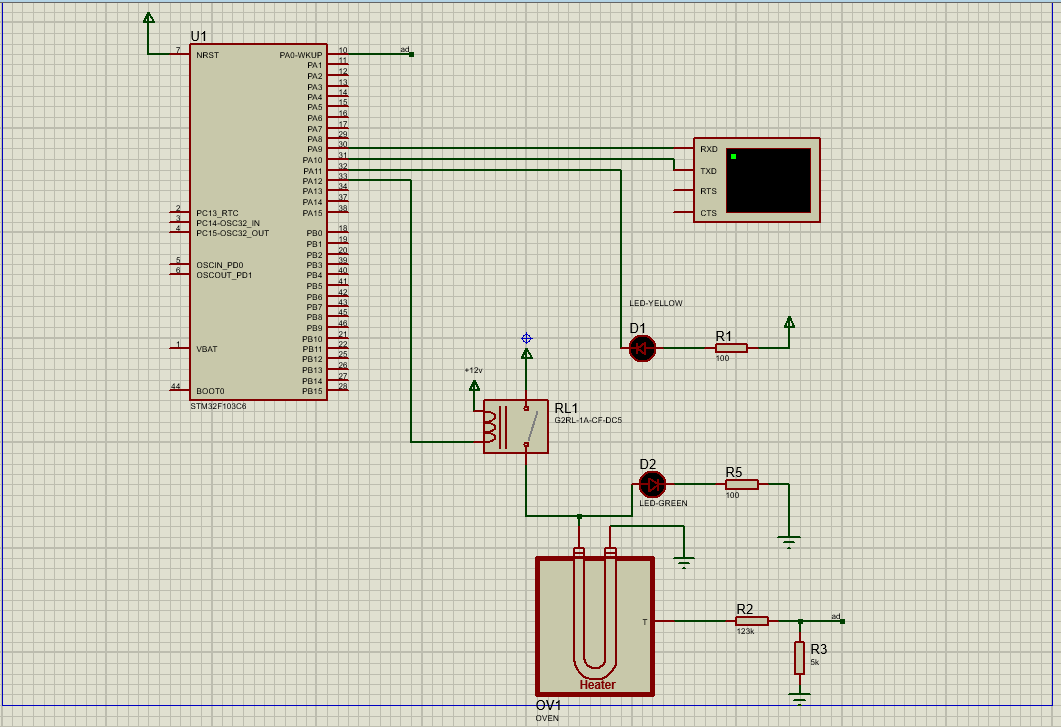 U1
7 NRST
PA0-WKUP 10 ad
PA1 11
PA2 12
PA3 13
PA4 14
PA5 15
PA6 16
PA7 17
PA8 29
PA9 30
PA10 31
PA11 32
PA12 33
PA13 34
PA14 37
PA15 38
2 PC13_RTC
3 PC14-OSC32_IN
4 PC15-OSC32_OUT
PB0 18
PB1 19
PB2 20
5 OSCIN_PD0
PB3 39
6 OSCOUT_PD1
PB4 40
PB5 41
PB6 42
PB7 43
PB8 45
PB9 46
PB10 21
1 VBAT
PB11 22
PB12 25
PB13 26
PB14 27
44 BOOT0
PB15 28
STM32F103C6
RXD
TXD
RTS
CTS
LED-YELLOW
D1
R1
100
+12v
RL1
G2RL-1A-CF-DC5
D2
LED-GREEN
R5
100
T
Heater
OV1
OVEN
R2
123k
ad
R3
5k